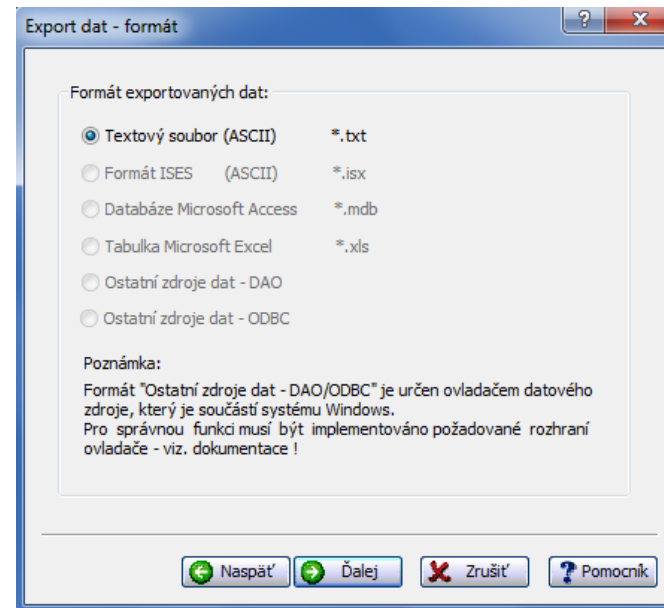 Export dat - formát
Formát exportovaných dat:
Textový soubor (ASCII) *.txt
Formát ISES (ASCII) *.isx
Databáze Microsoft Access *.mdb
Tabulka Microsoft Excel *.xls
Ostatní zdroje dat - DAO
Ostatní zdroje dat - ODBC
Poznámka:
Formát "Ostatní zdroje dat - DAO/ODBC" je určen ovladačem datového
zdroje, který je součástí systému Windows.
Pro správnou funkci musí být implementováno požadované rozhraní
ovladače - viz. dokumentace !
Naspäť Ďalej Zrušiť Pomocník